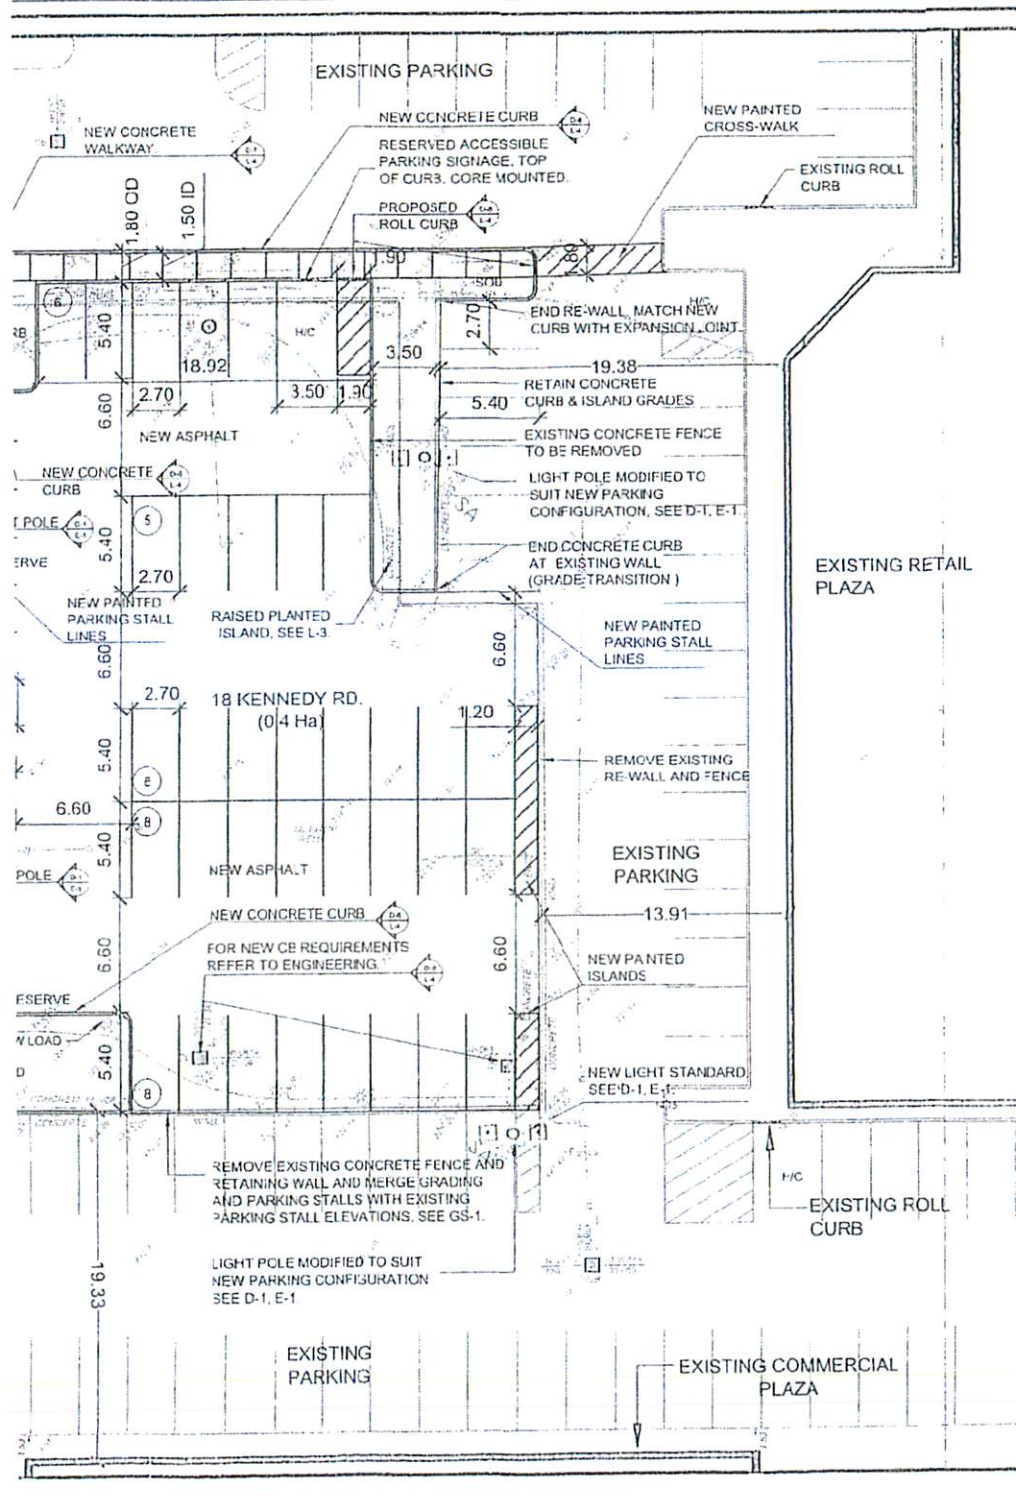 EXISTING PARKING
NEW CONCRETE CURB
NEW PAINTED
CROSS-WALK
NEW CONCRETE
WALKWAY.
RESERVED ACCESSIBLE
PARKING SIGNAGE, TOP
OF CURB, CORE MOUNTED.
EXISTING ROLL
CURB
1.80 OD
1.50 ID
PROPOSED
ROLL CURB
.90
1.80
SOD
6
H/C
H/C
END RE-WALL, MATCH NEW
CURB WITH EXPANSION JOINT.
5.40
2.70
18.92
3.50
19.38
RETAIN CONCRETE
CURB & ISLAND GRADES
2.70
3.50
1.90
5.40
6.60
NEW ASPHALT
EXISTING CONCRETE FENCE
TO BE REMOVED
NEW CONCRETE
CURB
LIGHT POLE MODIFIED TO
SUIT NEW PARKING
CONFIGURATION, SEE D-1, E-1.
T POLE
5
5.40
ERVE
END CONCRETE CURB
AT EXISTING WALL
(GRADE TRANSITION )
EXISTING RETAIL
PLAZA
2.70
NEW PAINTED
PARKING STALL
LINES
RAISED PLANTED
ISLAND, SEE L-3.
NEW PAINTED
PARKING STALL
LINES
6.60
6.60
2.70
18 KENNEDY RD.
(0.4 Ha)
1.20
5.40
REMOVE EXISTING
RE-WALL AND FENCE
6.60
8
5.40
EXISTING
PARKING
POLE
NEW ASPHALT
13.91
NEW CONCRETE CURB
6.60
FOR NEW CB REQUIREMENTS
REFER TO ENGINEERING.
6.60
NEW PANTED
ISLANDS
ESERVE
W LOAD
D
5.40
8
NEW LIGHT STANDARD,
SEE D-1, E-1.
REMOVE EXISTING CONCRETE FENCE AND
RETAINING WALL AND MERGE GRADING
AND PARKING STALLS WITH EXISTING
PARKING STALL ELEVATIONS. SEE GS-1.
H/C
EXISTING ROLL
CURB
LIGHT POLE MODIFIED TO SUIT
NEW PARKING CONFIGURATION
SEE D-1, E-1
19.33
EXISTING
PARKING
EXISTING COMMERCIAL
PLAZA